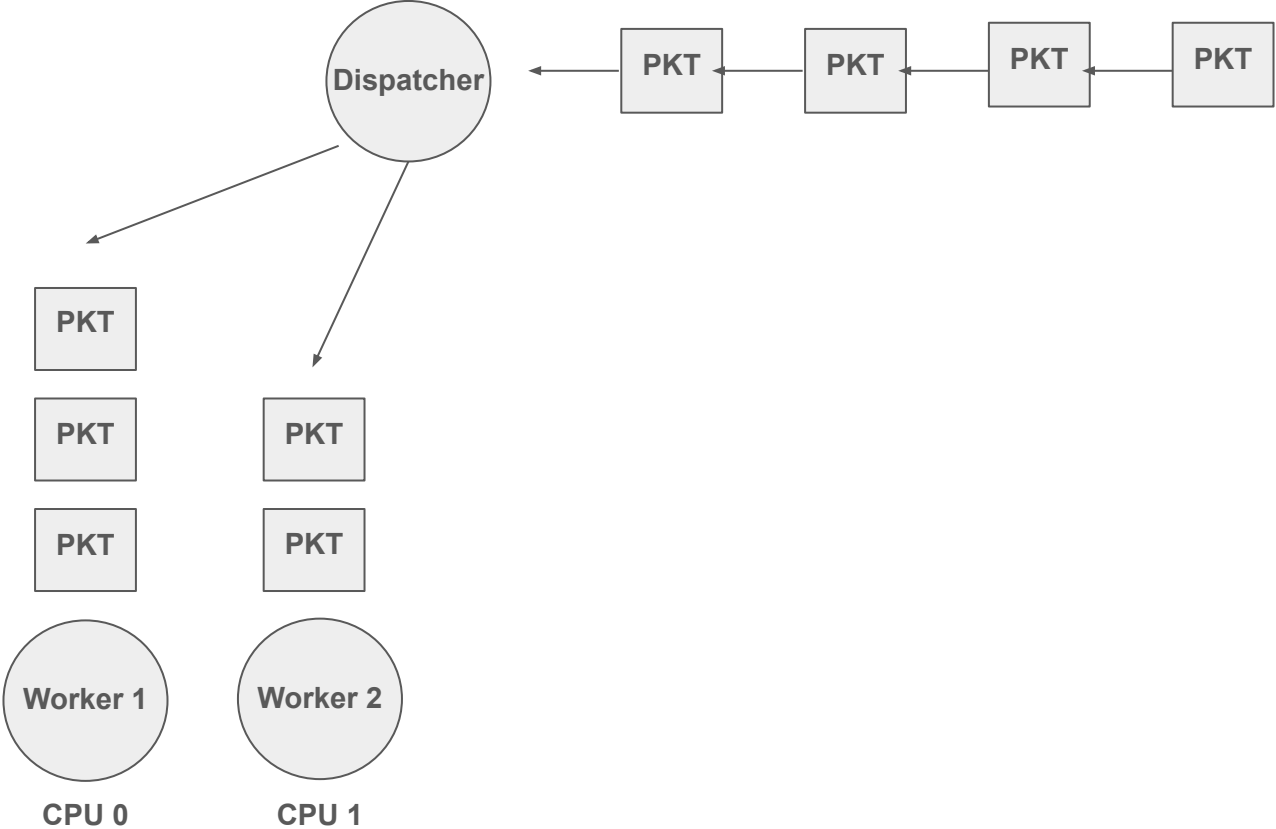 Dispatcher
PKT
PKT
PKT
PKT
PKT
PKT
PKT
PKT
PKT
Worker 1
Worker 2
CPU 0
CPU 1